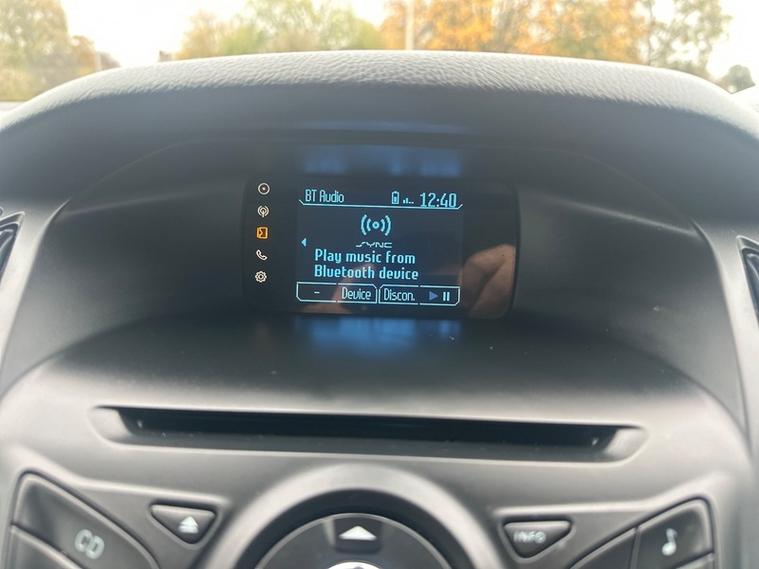 BT Audio 12:40
SYNC
Play music from
Bluetooth device
- Device Discon.
CD
INFO